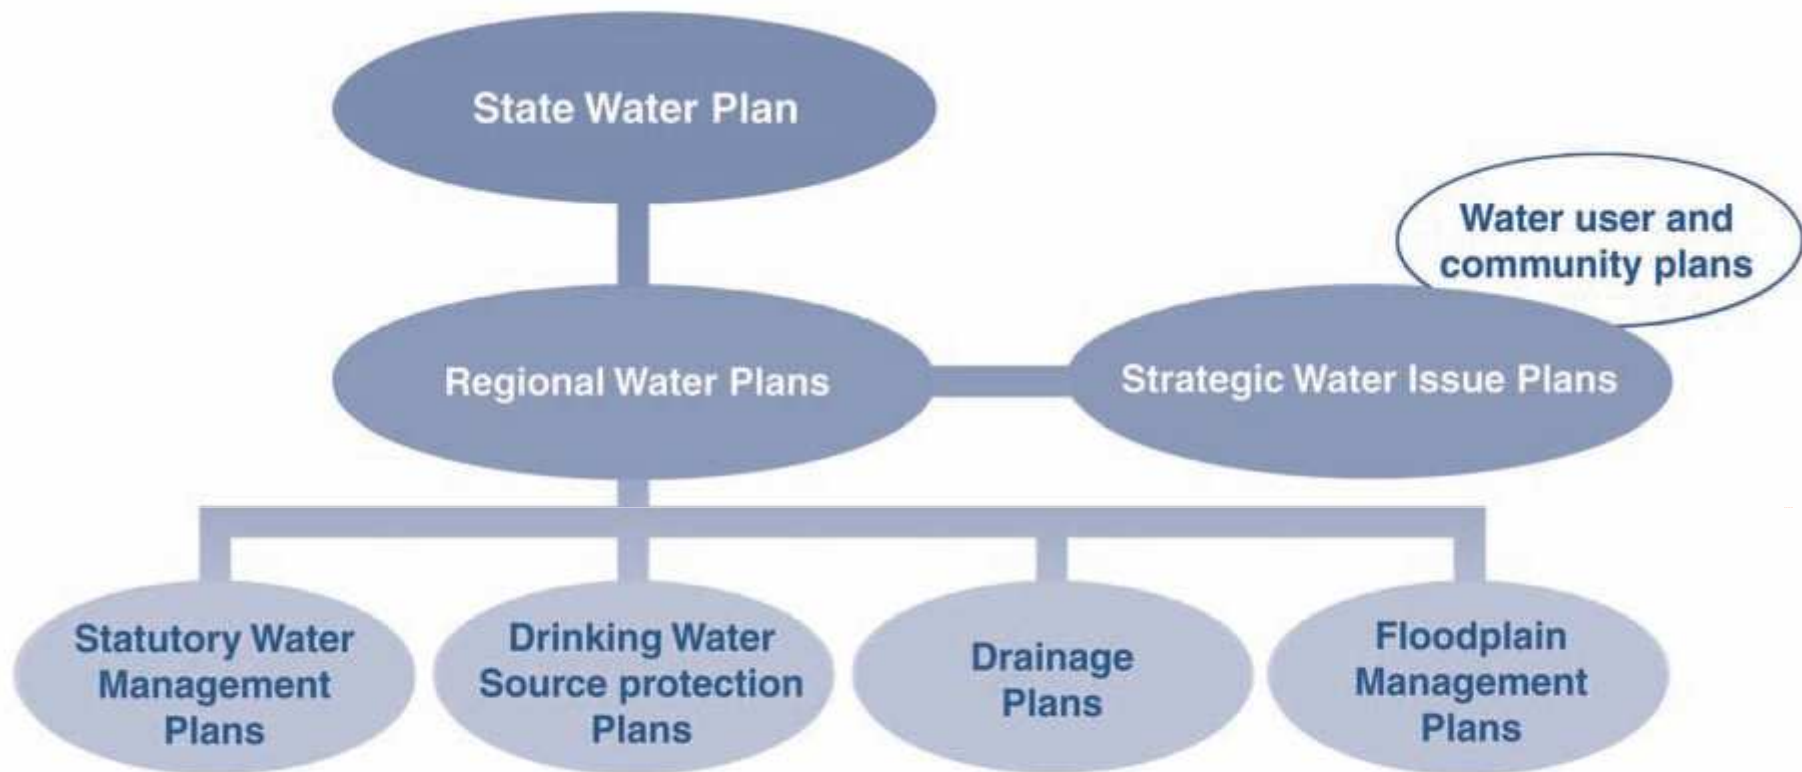 State Water Plan
Water user and
community plans
Regional Water Plans
Strategic Water Issue Plans
Statutory Water
Management
Plans
Drinking Water
Source protection
Plans
Drainage
Plans
Floodplain
Management
Plans